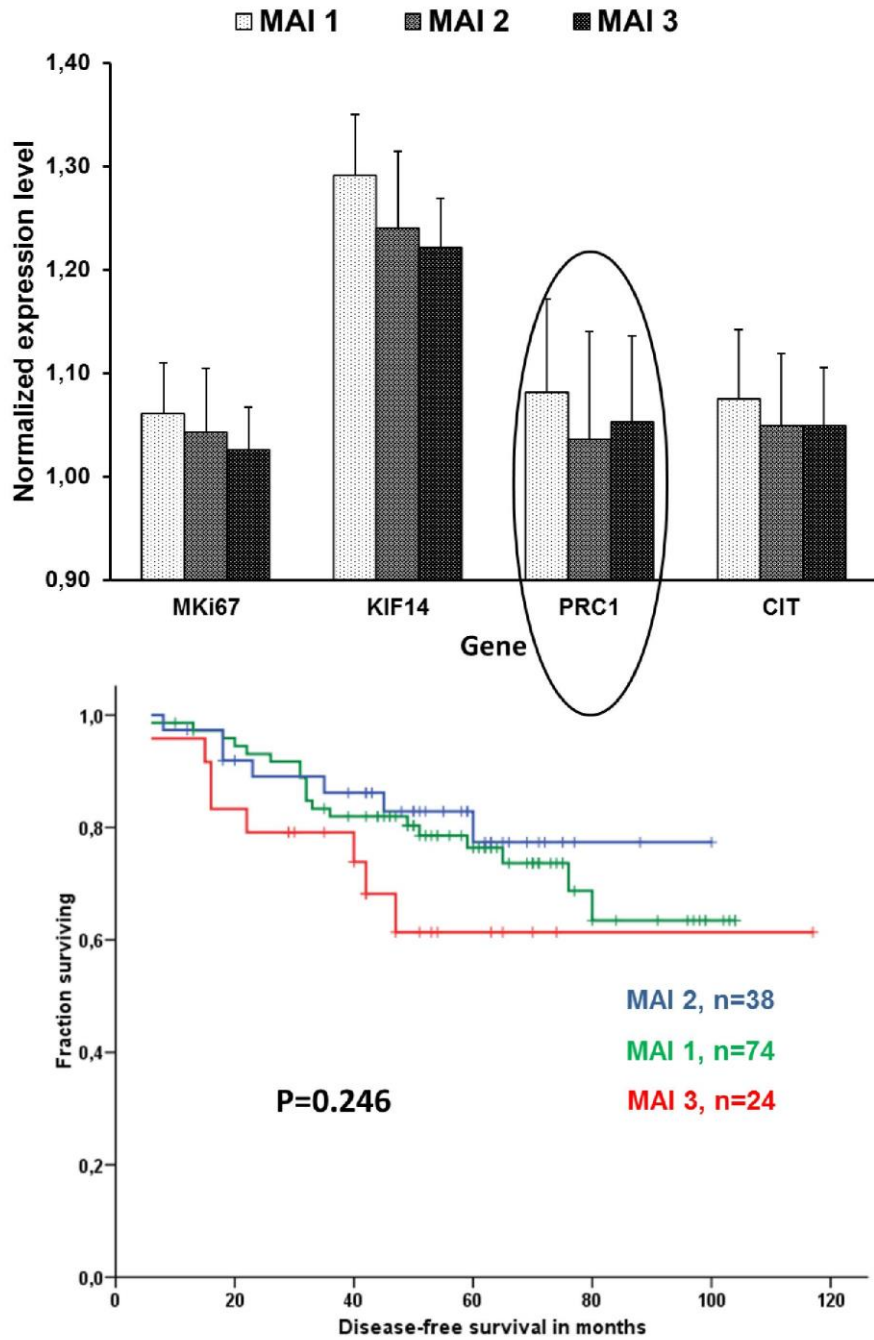 MAI 1 MAI 2 MAI 3
Normalized expression level
1,40
1,30
1,20
1,10
1,00
0,90
MKi67 KIF14 PRC1 CIT
Gene
Fraction surviving
1,0
0,8
0,6
0,4
0,2
0,0
MAI 2, n=38
MAI 1, n=74
MAI 3, n=24
P=0.246
0 20 40 60 80 100 120
Disease-free survival in months